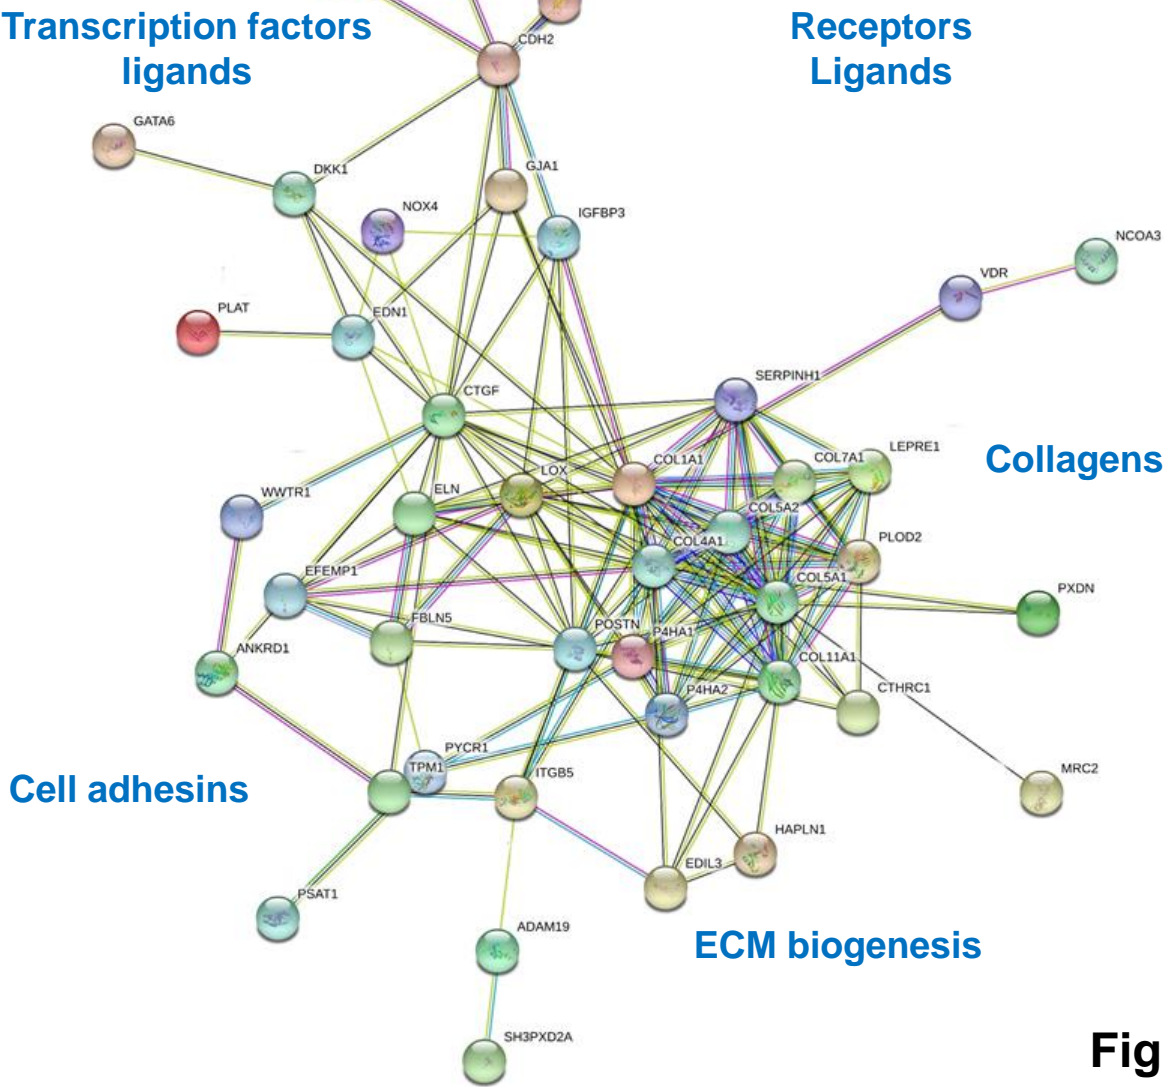 Transcription factors
ligands
Receptors
Ligands
CDH2
GATA6
DKK1
GJA1
NOX4
IGFBP3
NCOA3
VDR
PLAT
EDN1
SERPINH1
CTGF
COL1A1
COL7A1
LEPRE1
Collagens
LOX
ELN
WWTR1
COL5A2
COL4A1
PLOD2
EFEMP1
COL5A1
PXDN
FBLN5
POSTN
P4HA1
ANKRD1
COL11A1
P4HA2
CTHRC1
PYCR1
TPM1
ITGB5
MRC2
Cell adhesins
HAPLN1
EDIL3
PSAT1
ADAM19
ECM biogenesis
SH3PXD2A
Fig